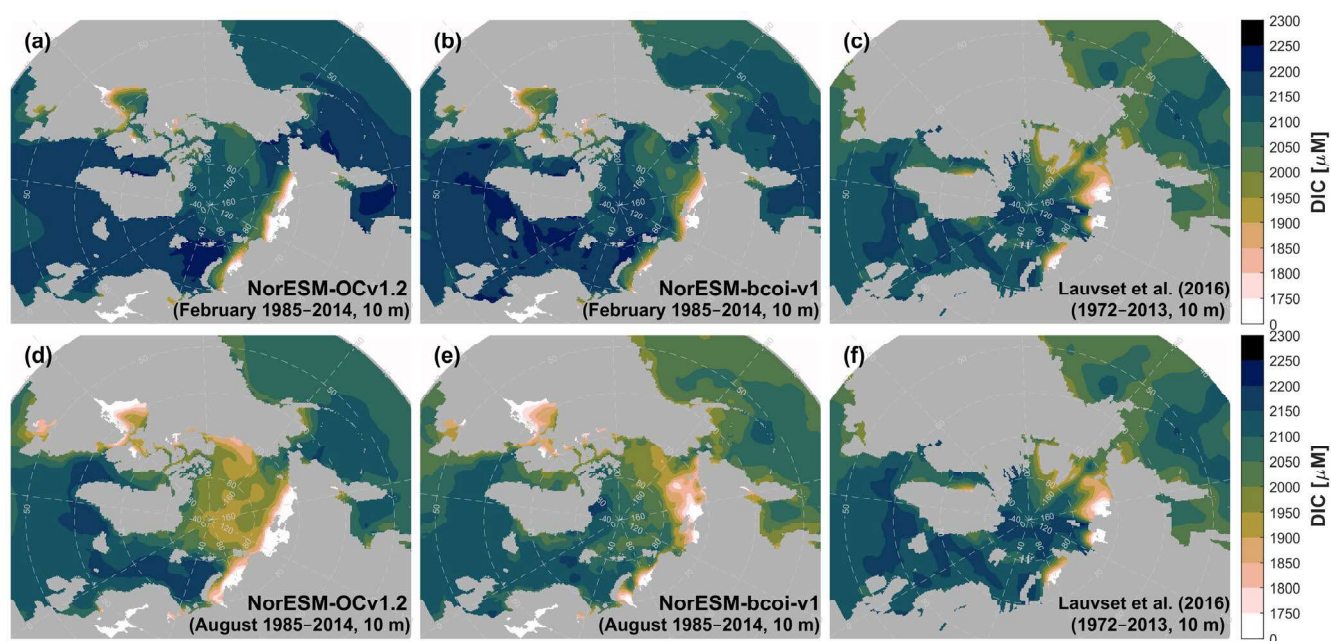 (a)
NorESM-OCv1.2
(February 1985–2014, 10 m)
(b)
NorESM-bcoi-v1
(February 1985–2014, 10 m)
(c)
Lauvset et al. (2016)
(1972–2013, 10 m)
2300
2250
2200
2150
2100
2050
2000
1950
1900
1850
1800
1750
0
DIC [μM]
(d)
NorESM-OCv1.2
(August 1985–2014, 10 m)
(e)
NorESM-bcoi-v1
(August 1985–2014, 10 m)
(f)
Lauvset et al. (2016)
(1972–2013, 10 m)
2300
2250
2200
2150
2100
2050
2000
1950
1900
1850
1800
1750
0
DIC [μM]